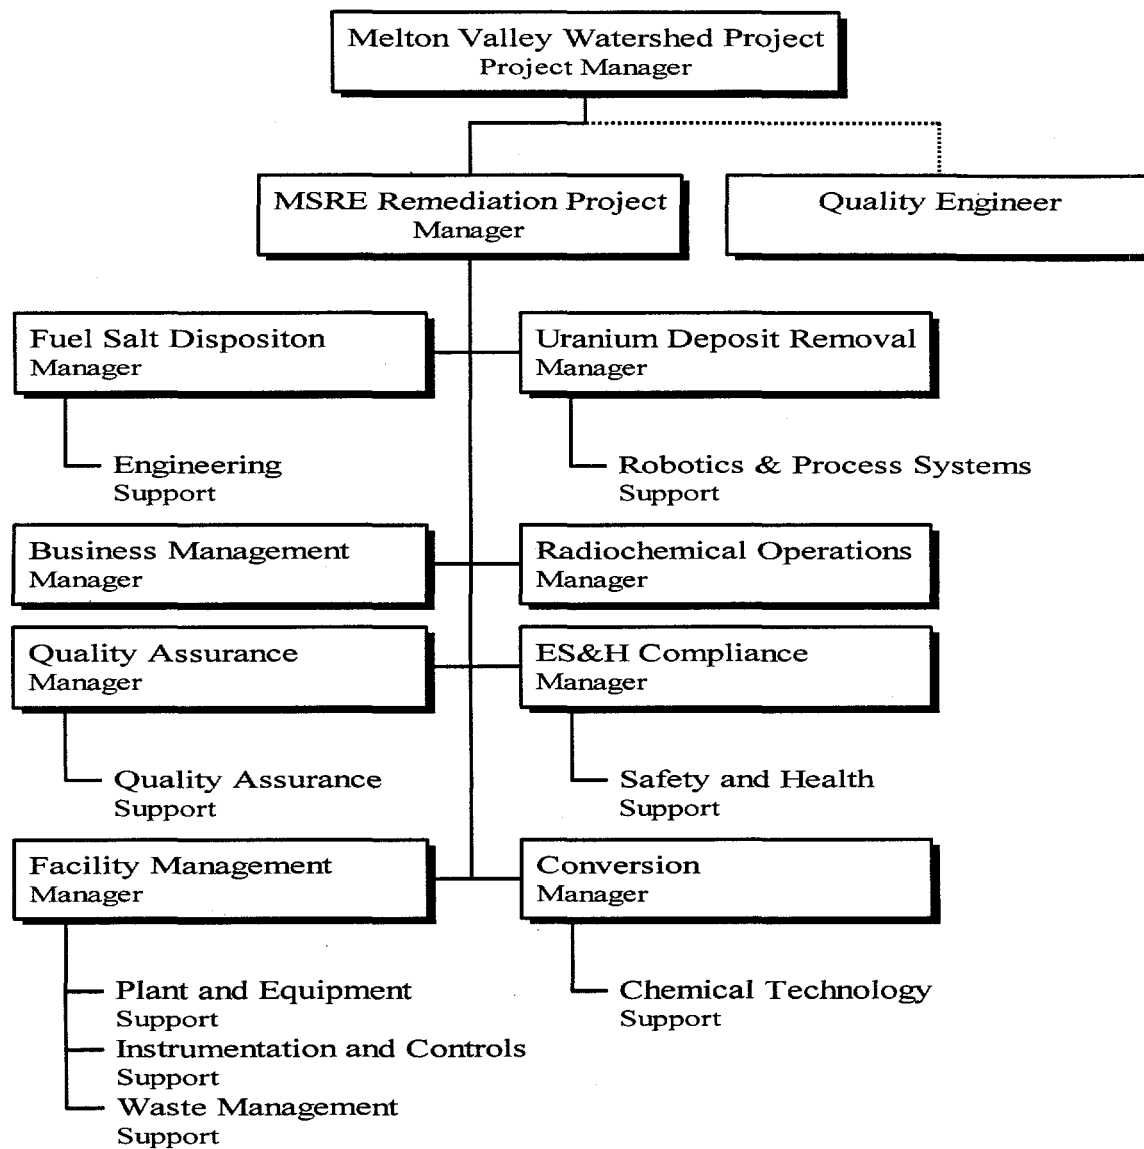 Melton Valley Watershed Project
Project Manager
MSRE Remediation Project
Manager
Quality Engineer
Fuel Salt Dispositon
Manager
Uranium Deposit Removal
Manager
Engineering
Support
Robotics & Process Systems
Support
Business Management
Manager
Radiochemical Operations
Manager
Quality Assurance
Manager
ES&H Compliance
Manager
Quality Assurance
Support
Safety and Health
Support
Facility Management
Manager
Conversion
Manager
Plant and Equipment
Support
Instrumentation and Controls
Support
Waste Management
Support
Chemical Technology
Support